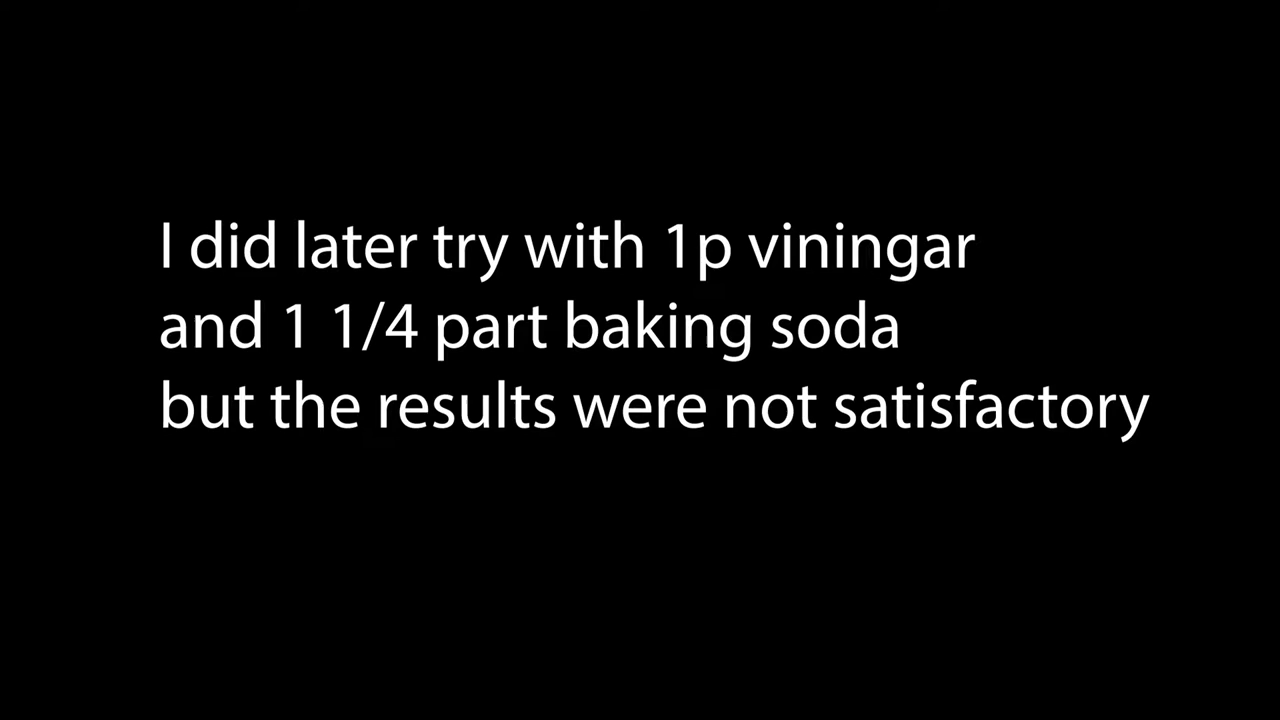 I did later try with 1p viningar
and 1 1/4 part baking soda
but the results were not satisfactory